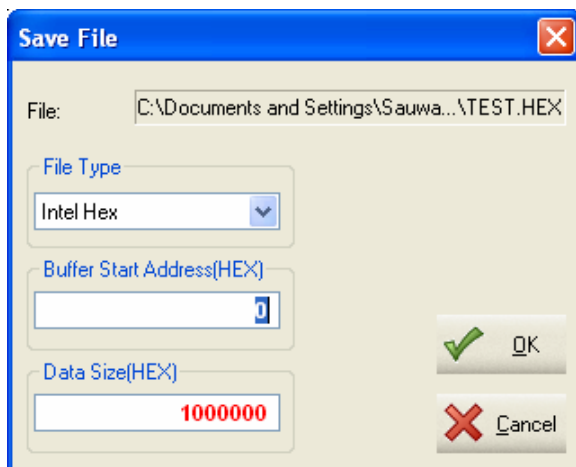 Save File
File: C:\Documents and Settings\Sauwa...\TEST.HEX
File Type
Intel Hex
Buffer Start Address(HEX)
0
OK
Data Size(HEX)
1000000
Cancel